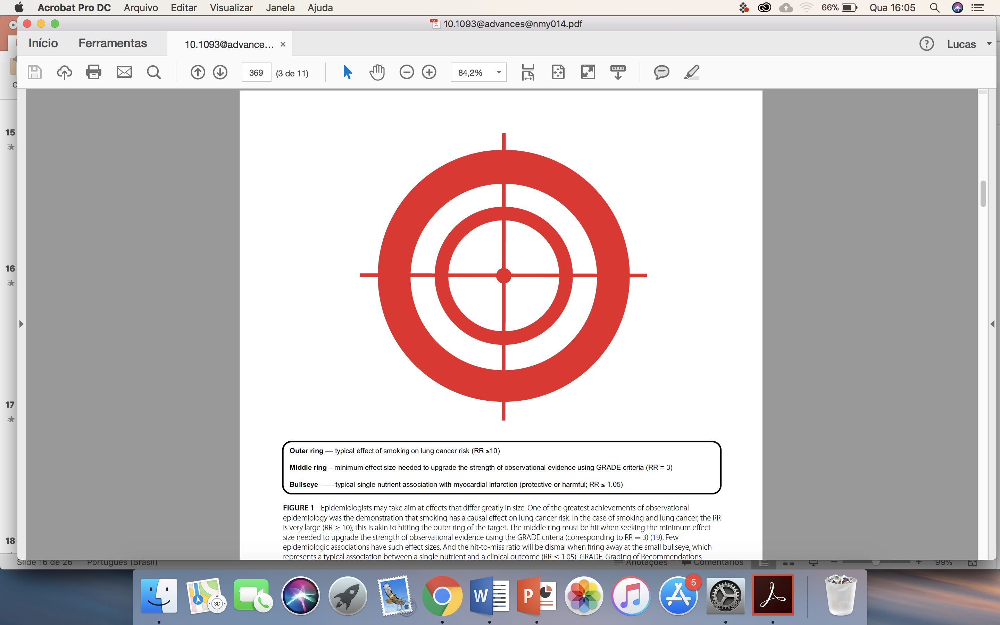 Acrobat Pro DC Arquivo Editar Visualizar Janela Ajuda 66% Qua 16:05
10.1093@advances@nmy014.pdf
Início Ferramentas 10.1093@advance... × Lucas
369 (3 de 11) 84,2%
15
16
17
18
Outer ring — typical effect of smoking on lung cancer risk (RR ≥10)
Middle ring – minimum effect size needed to upgrade the strength of observational evidence using GRADE criteria (RR = 3)
Bullseye —– typical single nutrient association with myocardial infarction (protective or harmful; RR ≤ 1.05)
FIGURE 1 Epidemiologists may take aim at effects that differ greatly in size. One of the greatest achievements of observational
epidemiology was the demonstration that smoking has a causal effect on lung cancer risk. In the case of smoking and lung cancer, the RR
is very large (RR ≥ 10); this is akin to hitting the outer ring of the target. The middle ring must be hit when seeking the minimum effect
size needed to upgrade the strength of observational evidence using the GRADE criteria (corresponding to RR = 3) (19). Few
epidemiologic associations have such effect sizes. And the hit-to-miss ratio will be dismal when firing away at the small bullseye, which
represents a typical association between a single nutrient and a clinical outcome (RR < 1.05). GRADE, Grading of Recommendations
Slide 16 de 26 Português (Brasil) Anotações Comentários 99%
3D
W
P
5